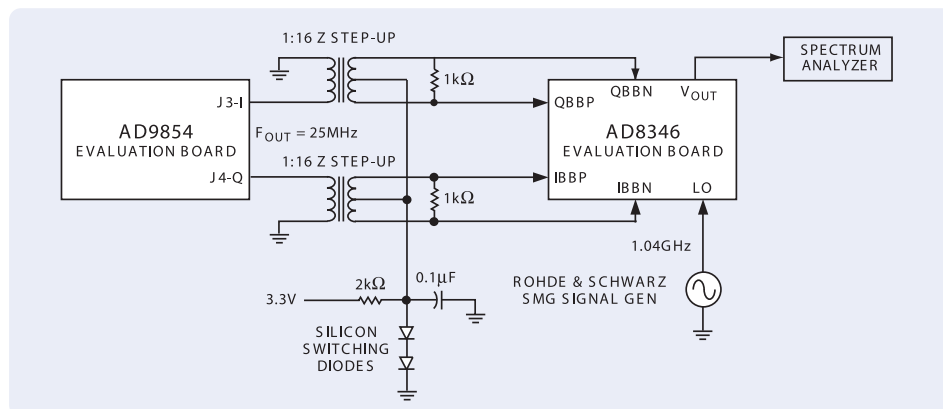 1:16 Z STEP-UP
1kΩ
SPECTRUM
ANALYZER
J3-I
QBBP
QBBN
VOUT
AD9854
EVALUATION BOARD
FOUT = 25MHz
AD8346
EVALUATION BOARD
1:16 Z STEP-UP
J4-Q
1kΩ
IBBP
IBBN
LO
1.04GHz
3.3V
2kΩ
0.1µF
ROHDE & SCHWARZ
SMG SIGNAL GEN
SILICON
SWITCHING
DIODES